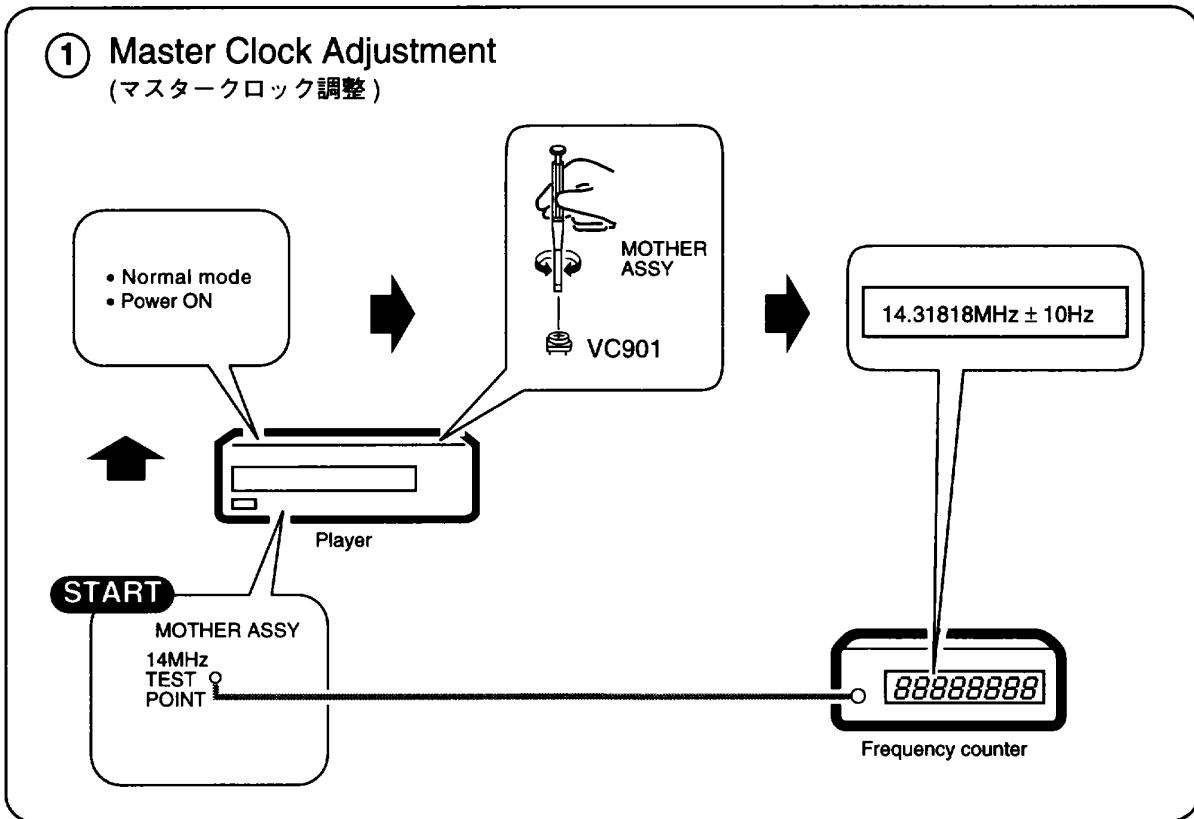 ① Master Clock Adjustment
(マスタークロック調整)
• Normal mode
• Power ON
MOTHER
ASSY
VC901
14.31818MHz ± 10Hz
Player
START
MOTHER ASSY
14MHz
TEST
POINT
88888888
Frequency counter